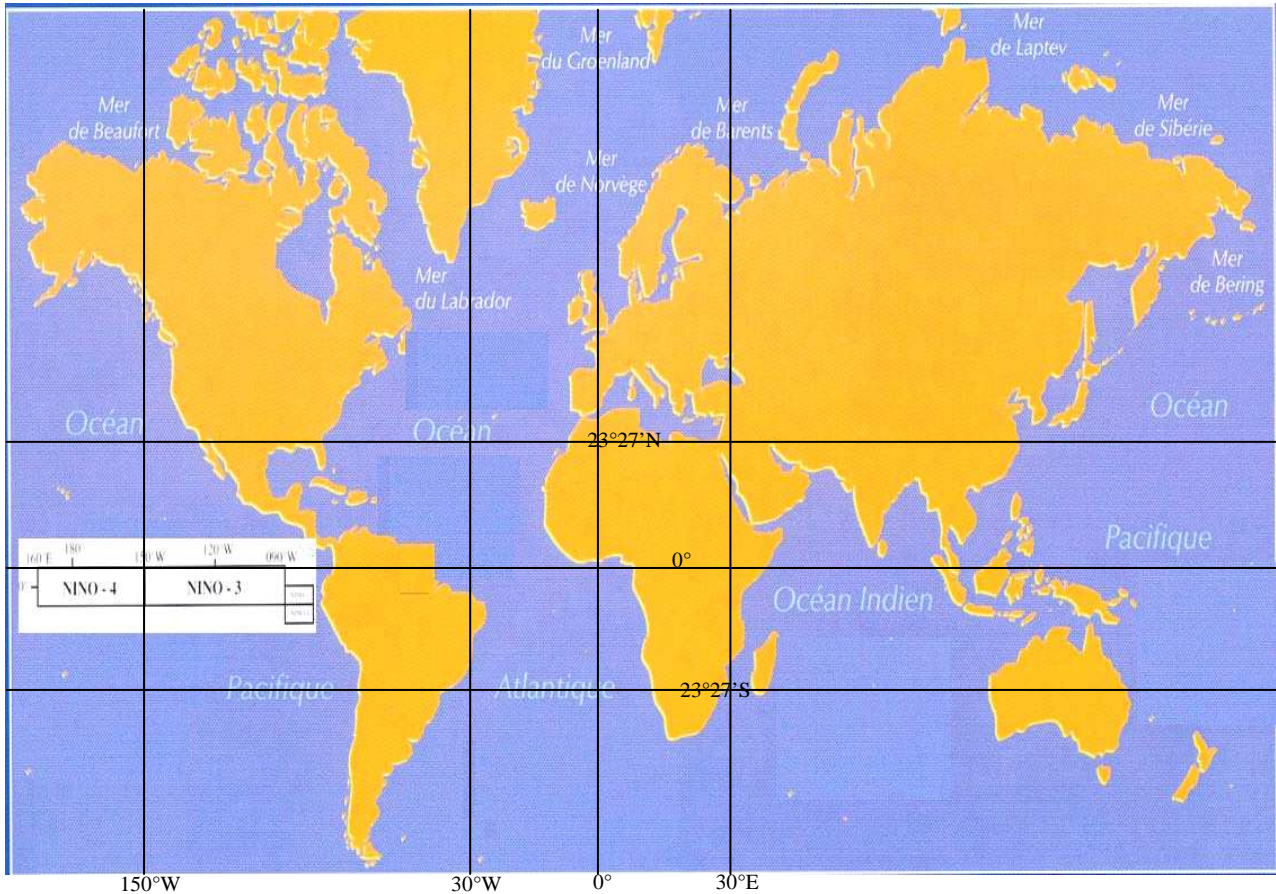 Mer
du Groenland
Mer
de Laptev
Mer
de Beaufort
Mer
de Barents
Mer
de Sibérie
Mer
de Norvège
Mer
du Labrador
Mer
de Bering
Océan
Océan
Océan
23°27'N
Pacifique
160°E 180 150°W 120°W 090°W
0°
0°
NINO - 4 NINO - 3
Océan Indien
Pacifique
Atlantique
23°27'S
150°W 30°W 0° 30°E